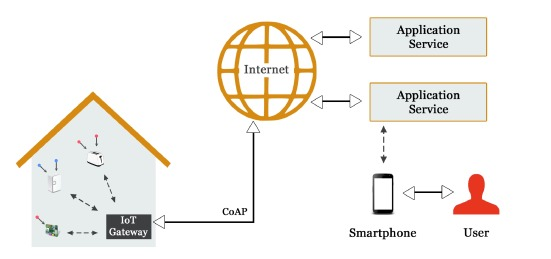 Application
Service
Internet
Application
Service
IoT
Gateway
CoAP
Smartphone
User